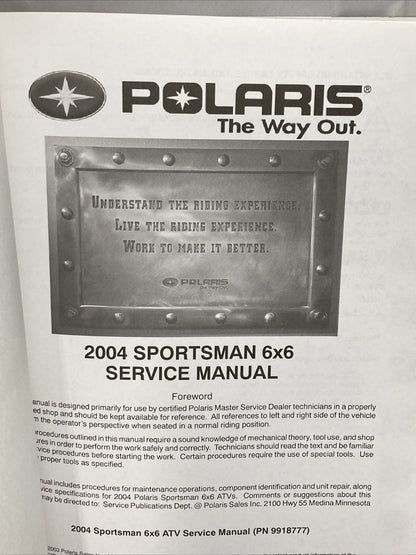 POLARIS®
The Way Out.
UNDERSTAND THE RIDING EXPERIENCE.
LIVE THE RIDING EXPERIENCE.
WORK TO MAKE IT BETTER.
POLARIS
The Way Out.
2004 SPORTSMAN 6x6
SERVICE MANUAL
Foreword
anual is designed primarily for use by certified Polaris Master Service Dealer technicians in a properly
ed shop and should be kept available for reference. All references to left and right side of the vehicle
m the operator's perspective when seated in a normal riding position.
rocedures outlined in this manual require a sound knowledge of mechanical theory, tool use, and shop
ures in order to perform the work safely and correctly. Technicians should read the text and be familiar
vice procedures before starting the work. Certain procedures require the use of special tools. Use
proper tools as specified.
nual includes procedures for maintenance operations, component identification and unit repair, along
vice specifications for 2004 Polaris Sportsman 6x6 ATVs. Comments or suggestions about this
may be directed to: Service Publications Dept. @ Polaris Sales Inc. 2100 Hwy 55 Medina Minnesota
2004 Sportsman 6x6 ATV Service Manual (PN 9918777)
2003 Polaris Sales